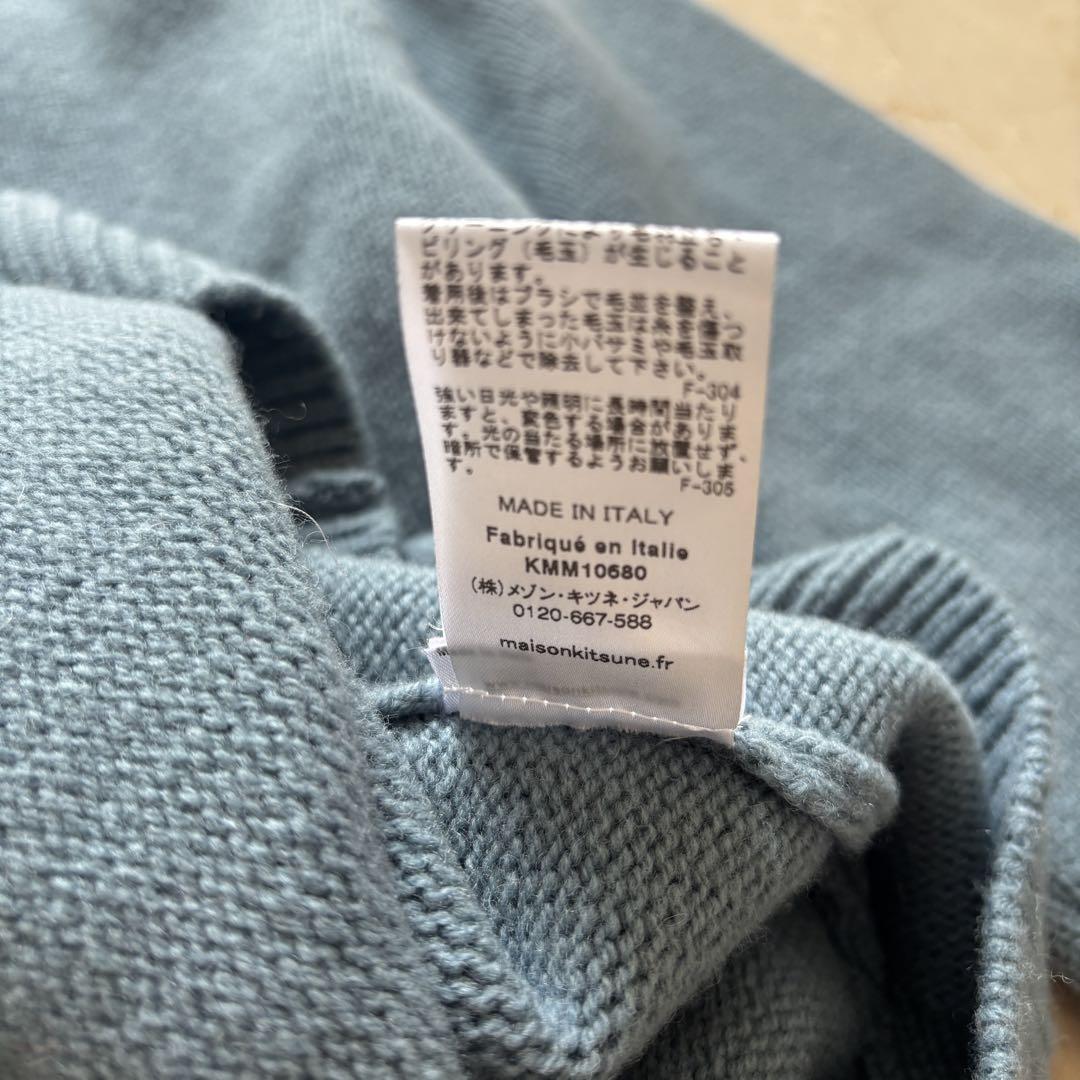 ピリング（毛玉）が生じること
があります。
着用後はブラシで毛並を整え、
出来てしまった毛玉は糸を傷つ
けないように小バサミや毛玉取
り器などで除去して下さい。
F-304
強い日光や照明に長時間当たり
ますと、変色する場合がありま
す。光の当たる場所に放置せず、
暗所で保管するようお願いしま
す。
F-305
MADE IN ITALY
Fabriqué en Italie
KMM10680
(株)メゾン・キツネ・ジャパン
0120-667-588
maisonkitsune.fr